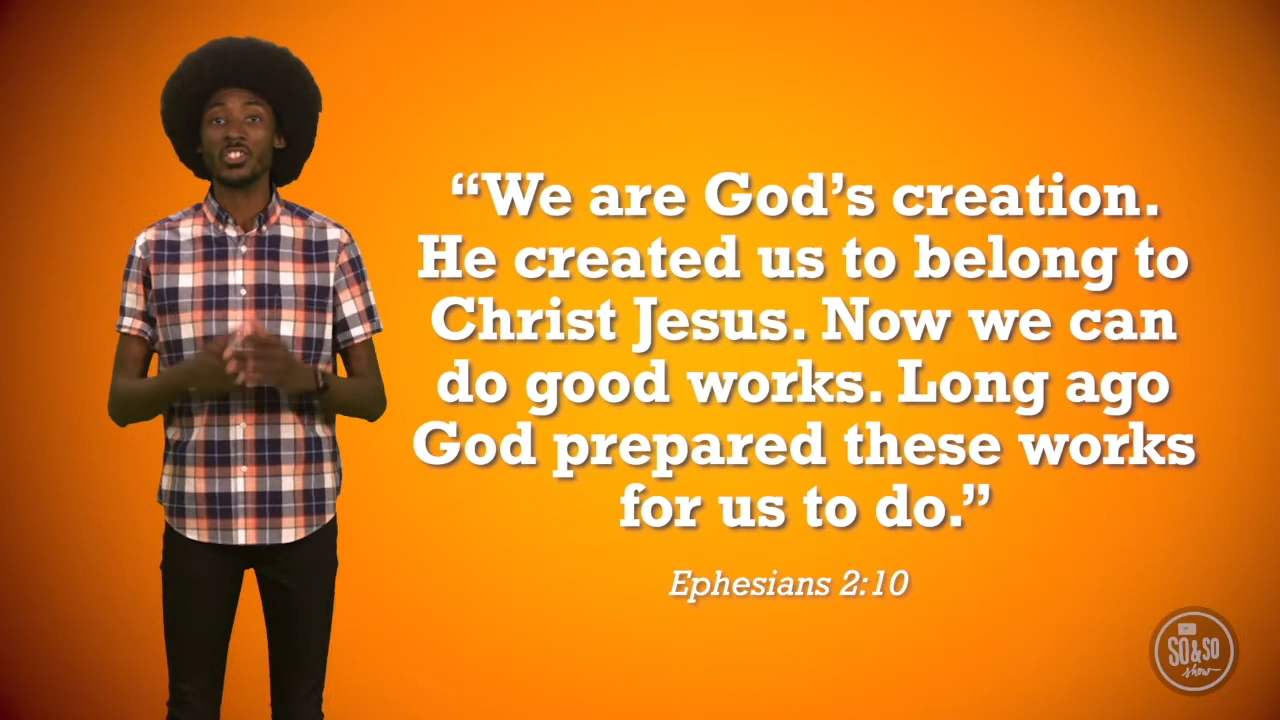 “We are God’s creation.
He created us to belong to
Christ Jesus. Now we can
do good works. Long ago
God prepared these works
for us to do.”
Ephesians 2:10
SO & SO
show